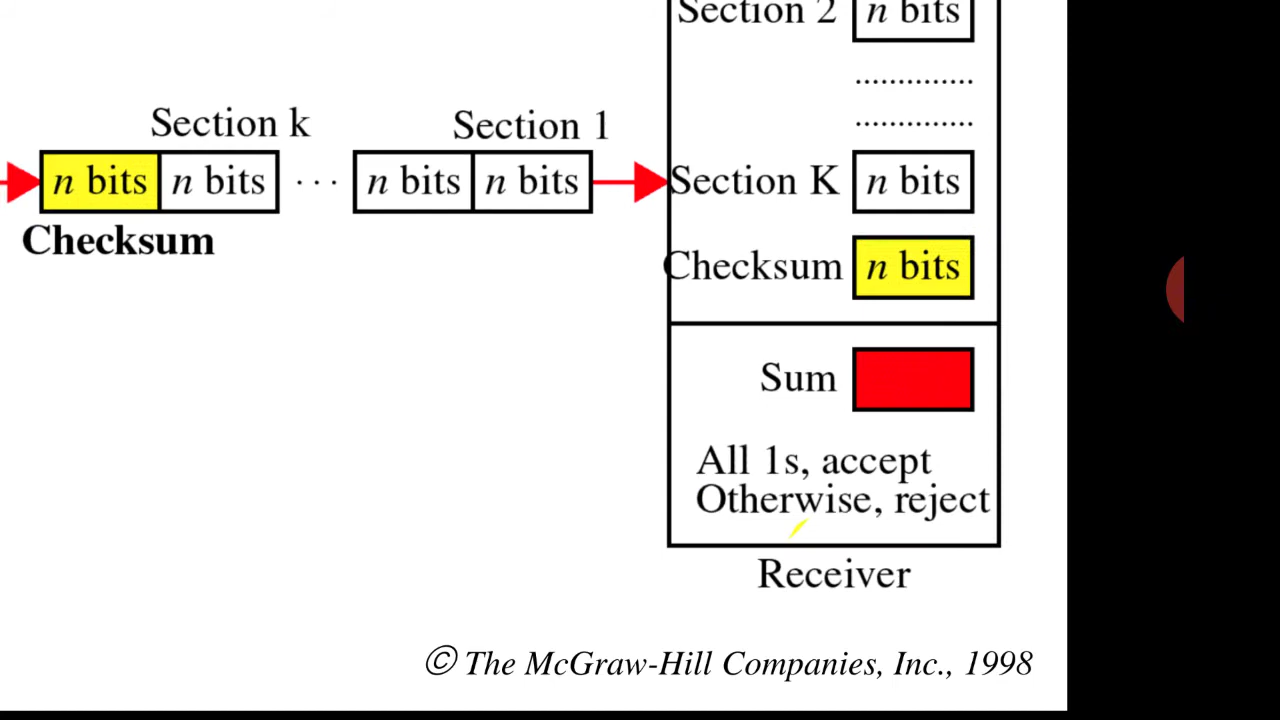 Section 2 n bits
..............
..............
Section k Section 1
n bits n bits ··· n bits n bits
Checksum
Section K n bits
Checksum n bits
Sum
All 1s, accept
Otherwise, reject
Receiver
© The McGraw-Hill Companies, Inc., 1998